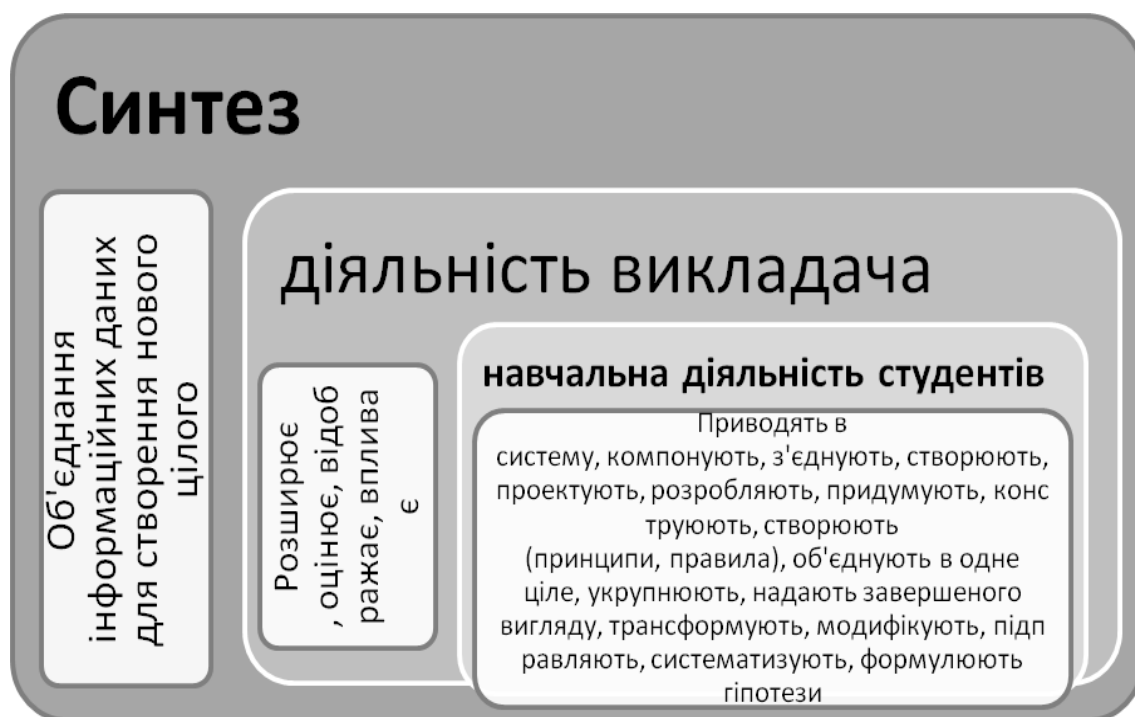 Синтез
Об'єднання
інформаційних даних
для створення нового
цілого
діяльність викладача
Розширює
, оцінює, відоб
ражає, вплива
є
навчальна діяльність студентів
Приводять в
систему, компонують, з'єднують, створюють,
проектують, розробляють, придумують, конс
труюють, створюють
(принципи, правила), об'єднують в одне
ціле, укрупнюють, надають завершеного
вигляду, трансформують, модифікують, підп
равляють, систематизують, формулюють
гіпотези